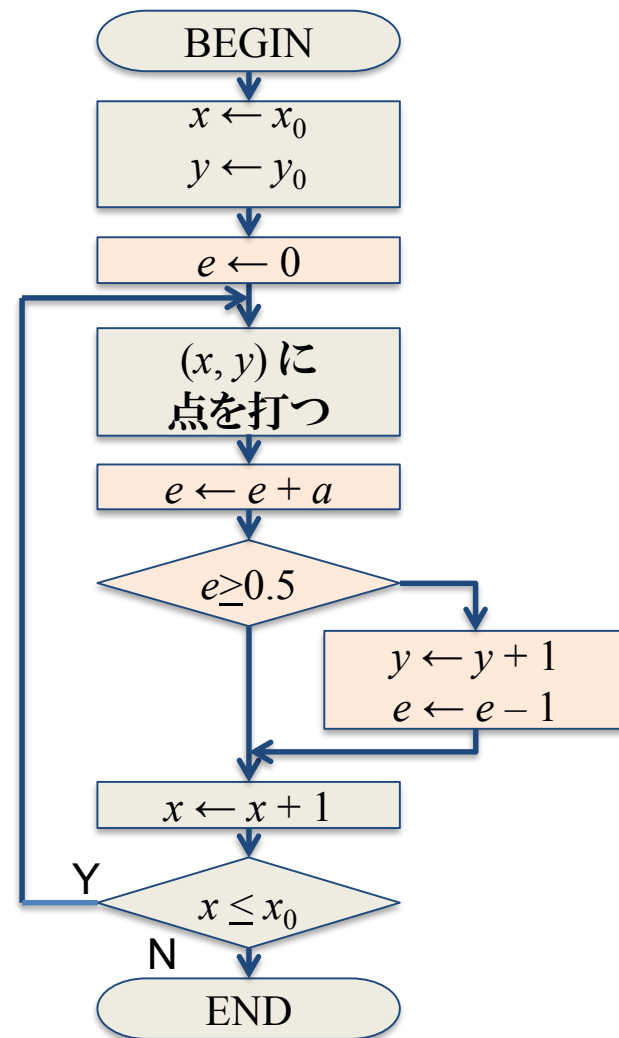 BEGIN
x ← x₀
y ← y₀
e ← 0
(x, y) に
点を打つ
e ← e + a
e≥0.5
y ← y + 1
e ← e – 1
x ← x + 1
Y
x ≤ x₀
N
END